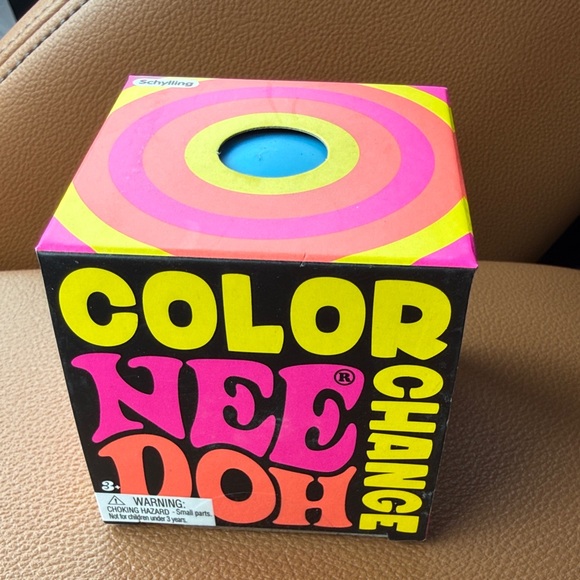 Schylling
COLOR
CHANGE
NEE®
DOH
3+
⚠ WARNING:
CHOKING HAZARD - Small parts.
Not for children under 3 years.